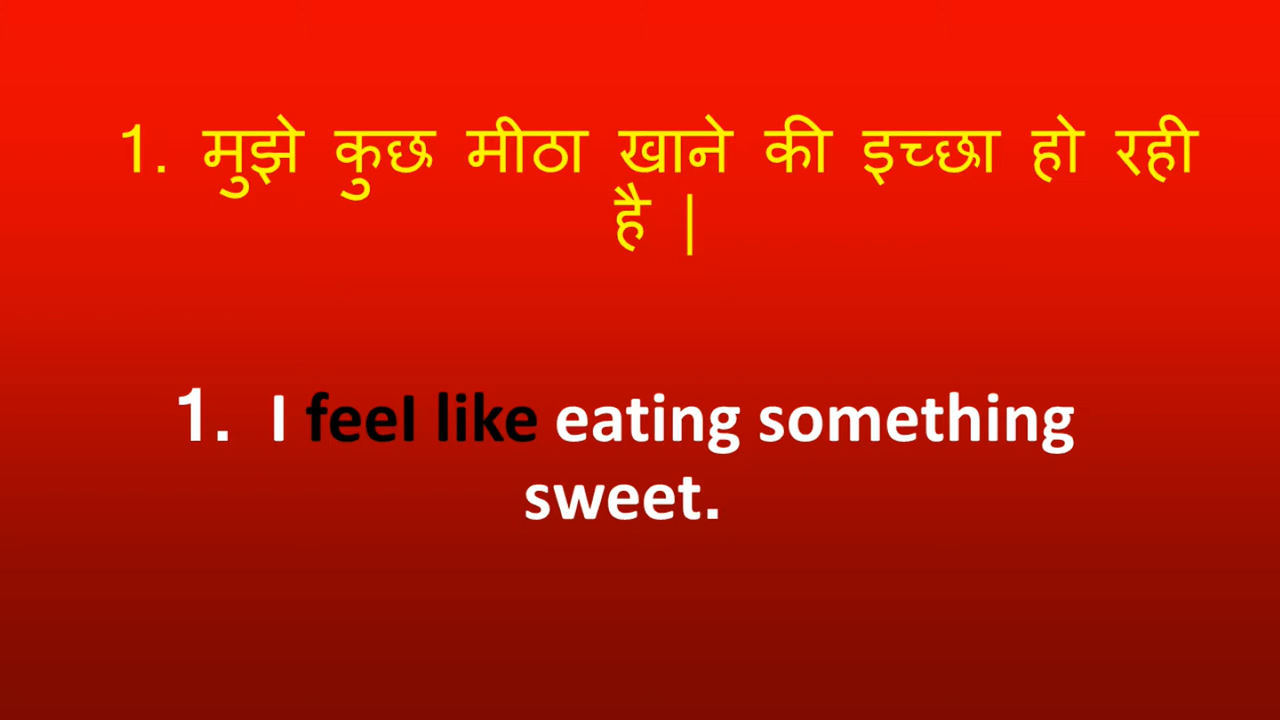 1. मुझे कुछ मीठा खाने की इच्छा हो रही
है |
1. I feel like eating something
sweet.